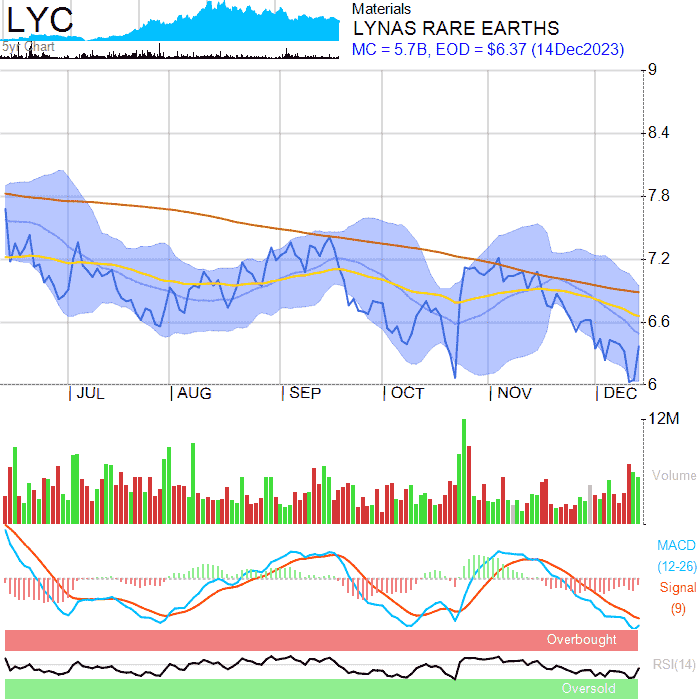 LYC
5yr Chart
Materials
LYNAS RARE EARTHS
MC = 5.7B, EOD = $6.37 (14Dec2023)
9
8.4
7.8
7.2
6.6
6
JUL AUG SEP OCT NOV DEC
12M
Volume
MACD
(12-26)
Signal
(9)
Overbought
RSI(14)
Oversold